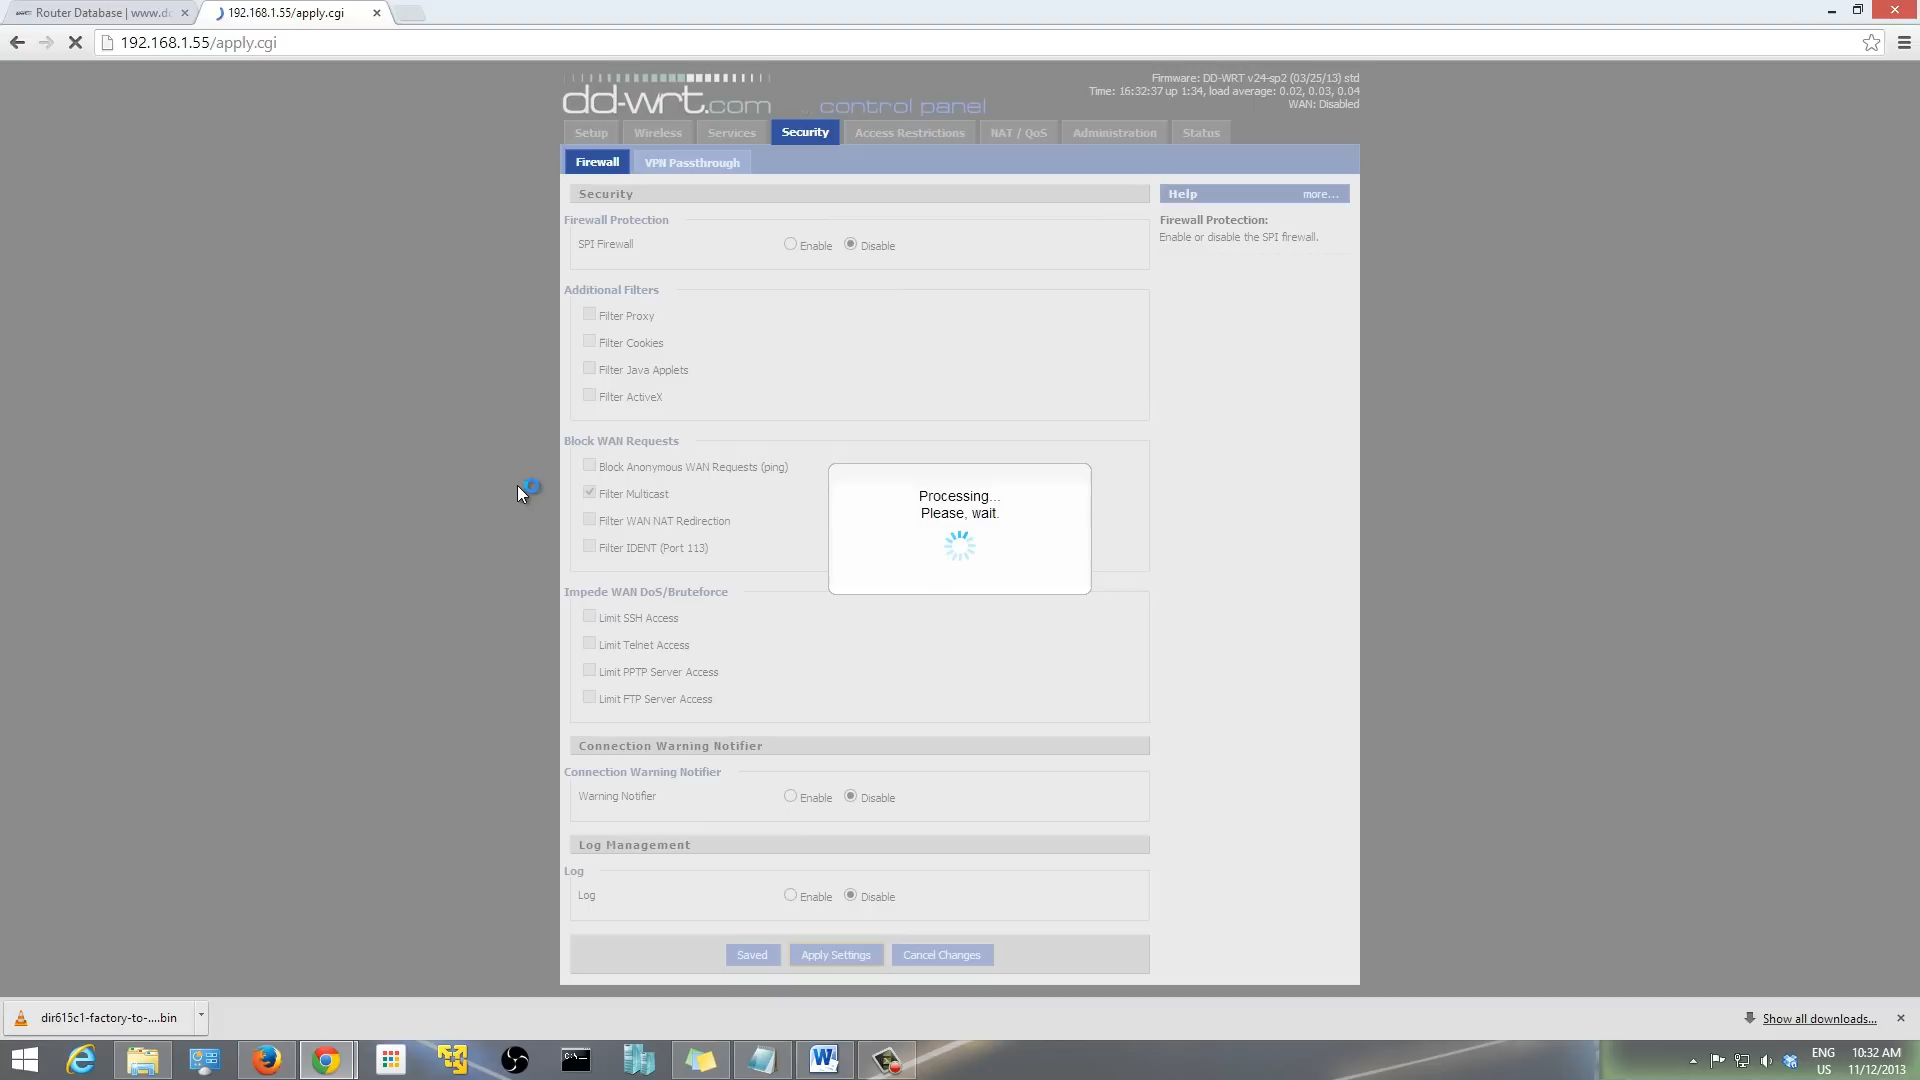 Router Database | www.dd
192.168.1.55/apply.cgi
192.168.1.55/apply.cgi
dd-wrt.com ... control panel
Firmware: DD-WRT v24-sp2 (03/25/13) std
Time: 16:32:37 up 1:34, load average: 0.02, 0.03, 0.04
WAN: Disabled
Setup Wireless Services Security Access Restrictions NAT / QoS Administration Status
Firewall VPN Passthrough
Security
Help more...
Firewall Protection
Firewall Protection:
Enable or disable the SPI firewall.
SPI Firewall Enable Disable
Additional Filters
Filter Proxy
Filter Cookies
Filter Java Applets
Filter ActiveX
Block WAN Requests
Block Anonymous WAN Requests (ping)
Filter Multicast
Filter WAN NAT Redirection
Filter IDENT (Port 113)
Processing...
Please, wait.
Impede WAN DoS/Bruteforce
Limit SSH Access
Limit Telnet Access
Limit PPTP Server Access
Limit FTP Server Access
Connection Warning Notifier
Connection Warning Notifier
Warning Notifier Enable Disable
Log Management
Log
Log Enable Disable
Saved Apply Settings Cancel Changes
dir615c1-factory-to-....bin
Show all downloads...
ENG 10:32 AM
US 11/12/2013